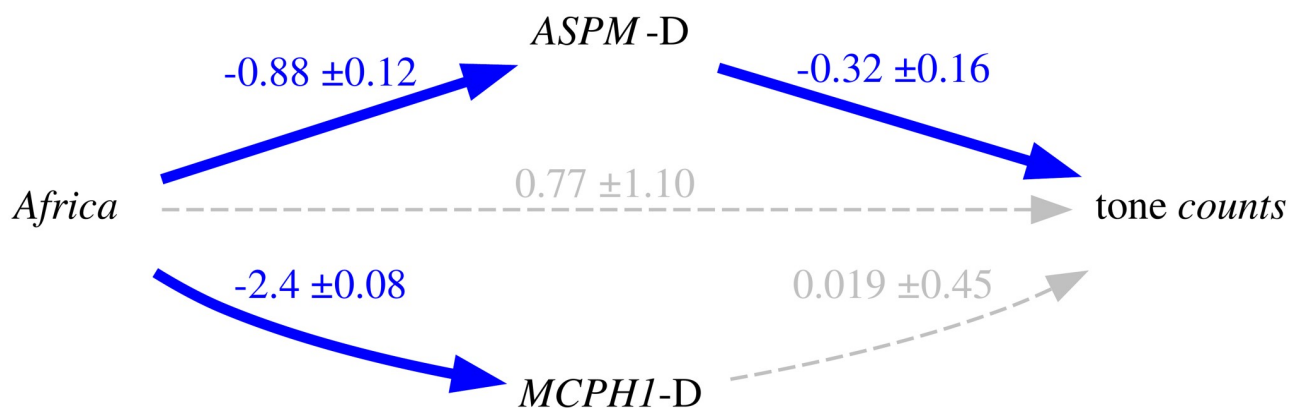 ASPM -D
-0.88 ±0.12
-0.32 ±0.16
0.77 ±1.10
Africa
tone counts
-2.4 ±0.08
0.019 ±0.45
MCPH1-D